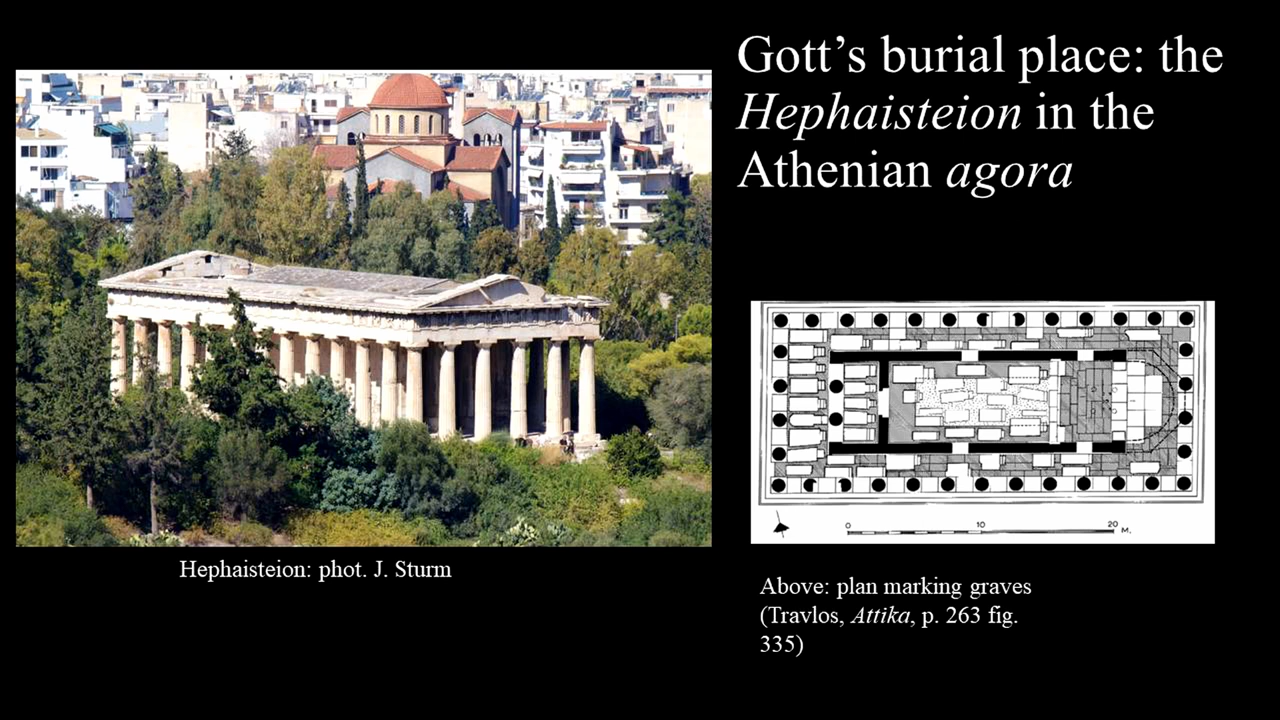 Gott’s burial place: the
Hephaisteion in the
Athenian agora
Hephaisteion: phot. J. Sturm
0 10 20 M.
Above: plan marking graves
(Travlos, Attika, p. 263 fig.
335)